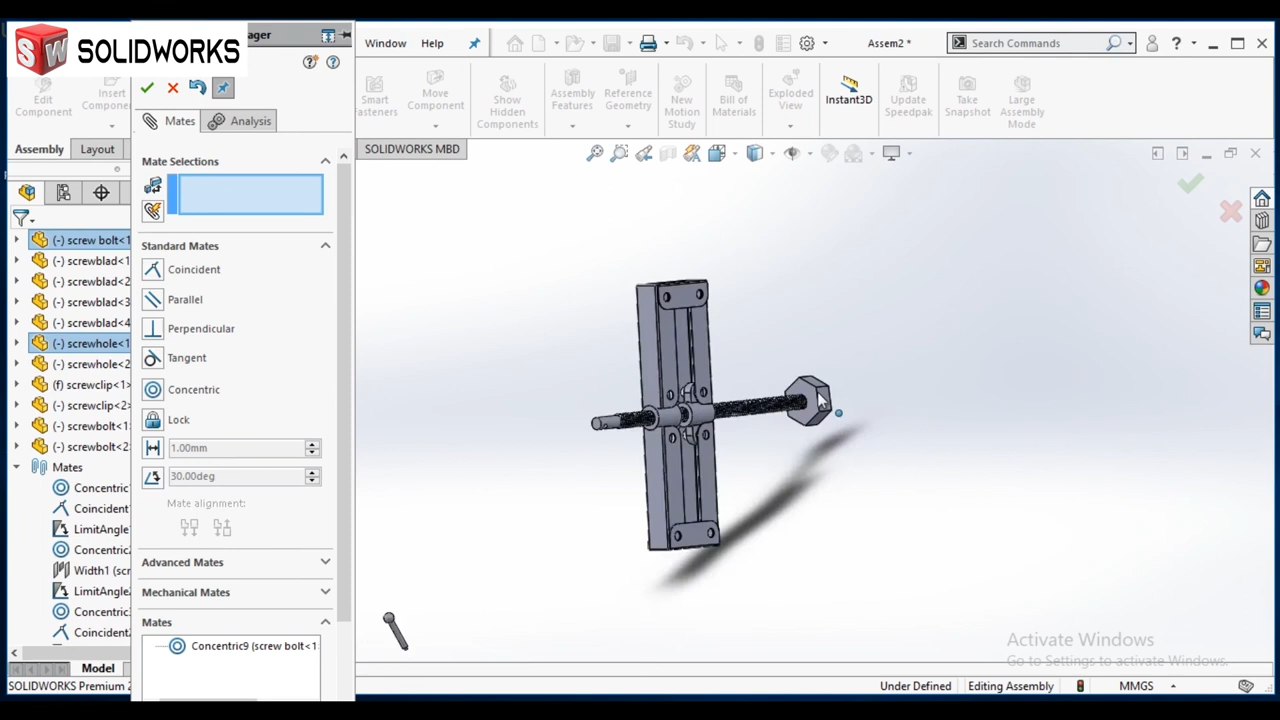 SOLIDWORKS
ager
Window
Help
Assem2 *
Search Commands
Edit
Component
Insert
Componen
Smart
Fasteners
Move
Component
Show
Hidden
Components
Assembly
Features
Reference
Geometry
New
Motion
Study
Bill of
Materials
Exploded
View
Instant3D
Update
Speedpak
Take
Snapshot
Large
Assembly
Mode
Assembly
Layout
SOLIDWORKS MBD
Mates
Analysis
Mate Selections
Standard Mates
Coincident
Parallel
Perpendicular
Tangent
Concentric
Lock
1.00mm
30.00deg
Mate alignment:
Advanced Mates
Mechanical Mates
Mates
Concentric9 (screw bolt<1
(-) screw bolt<1
(-) screwblad<1
(-) screwblad<2
(-) screwblad<3
(-) screwblad<4
(-) screwhole<1
(-) screwhole<2
(f) screwclip<1>
(-) screwclip<2>
(-) screwbolt<1
(-) screwbolt<2
Mates
Concentric
Coincident
LimitAngle
Concentric
Width1 (scr
LimitAngle
Concentric
Coincident
Model
SOLIDWORKS Premium 2
Activate Windows
Go to Settings to activate Windows.
Under Defined
Editing Assembly
MMGS